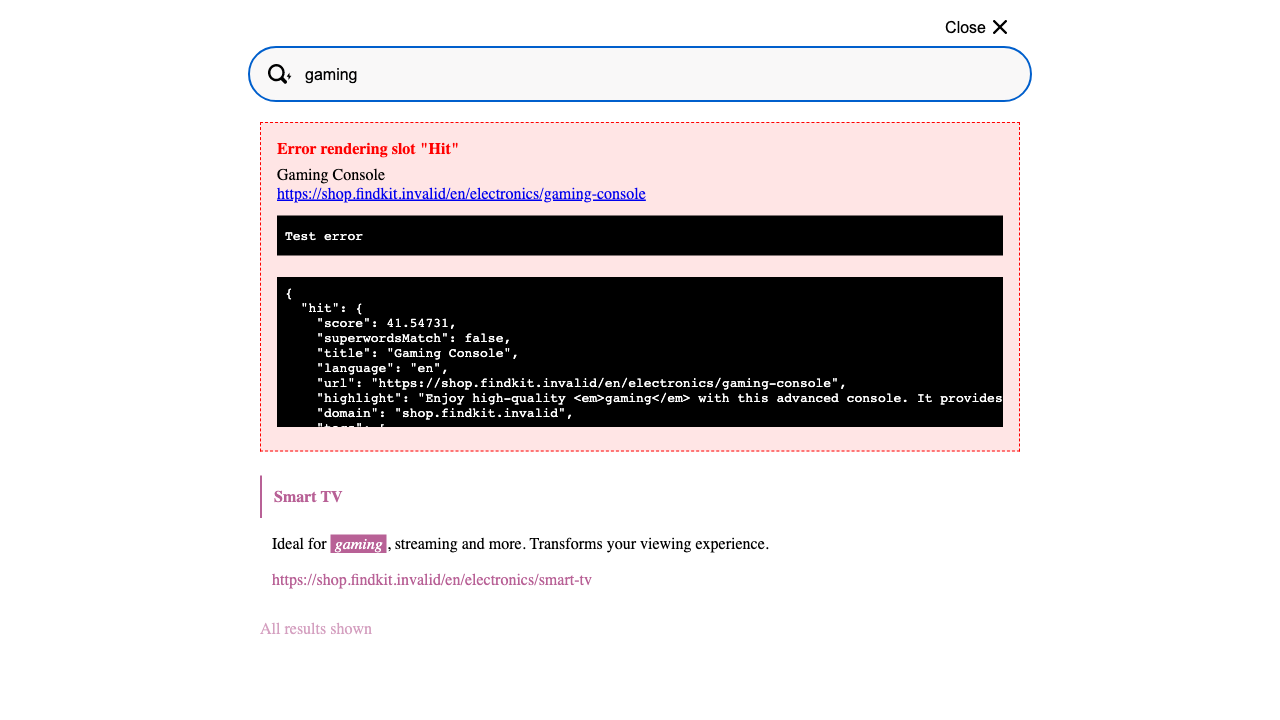 Close
gaming
Error rendering slot "Hit"
Gaming Console
https://shop.findkit.invalid/en/electronics/gaming-console
Test error
{
"hit": {
"score": 41.54731,
"superwordsMatch": false,
"title": "Gaming Console",
"language": "en",
"url": "https://shop.findkit.invalid/en/electronics/gaming-console",
"highlight": "Enjoy high-quality <em>gaming</em> with this advanced console. It provides
"domain": "shop.findkit.invalid",
"tags": [
Smart TV
Ideal for gaming, streaming and more. Transforms your viewing experience.
https://shop.findkit.invalid/en/electronics/smart-tv
All results shown